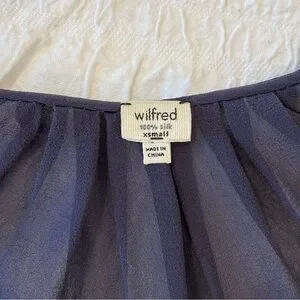 wilfred
100% silk
xsmall
MADE IN
CHINA